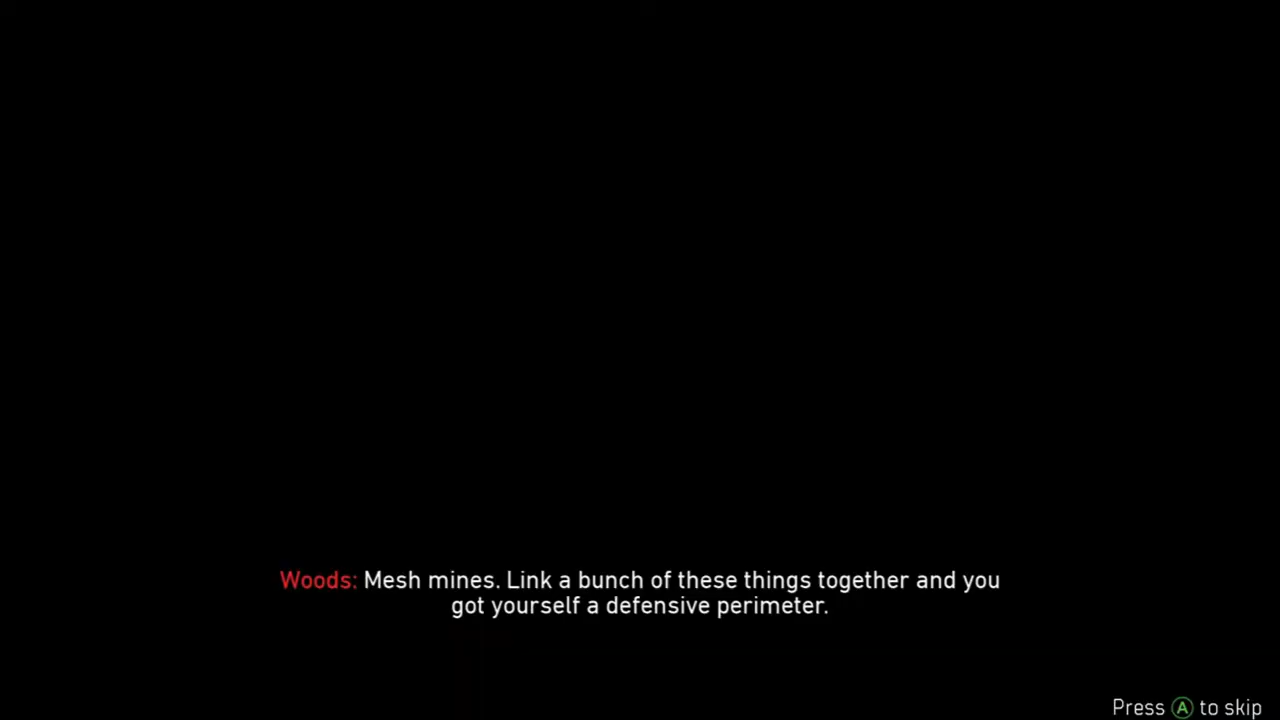 Woods: Mesh mines. Link a bunch of these things together and you
got yourself a defensive perimeter.
Press A to skip